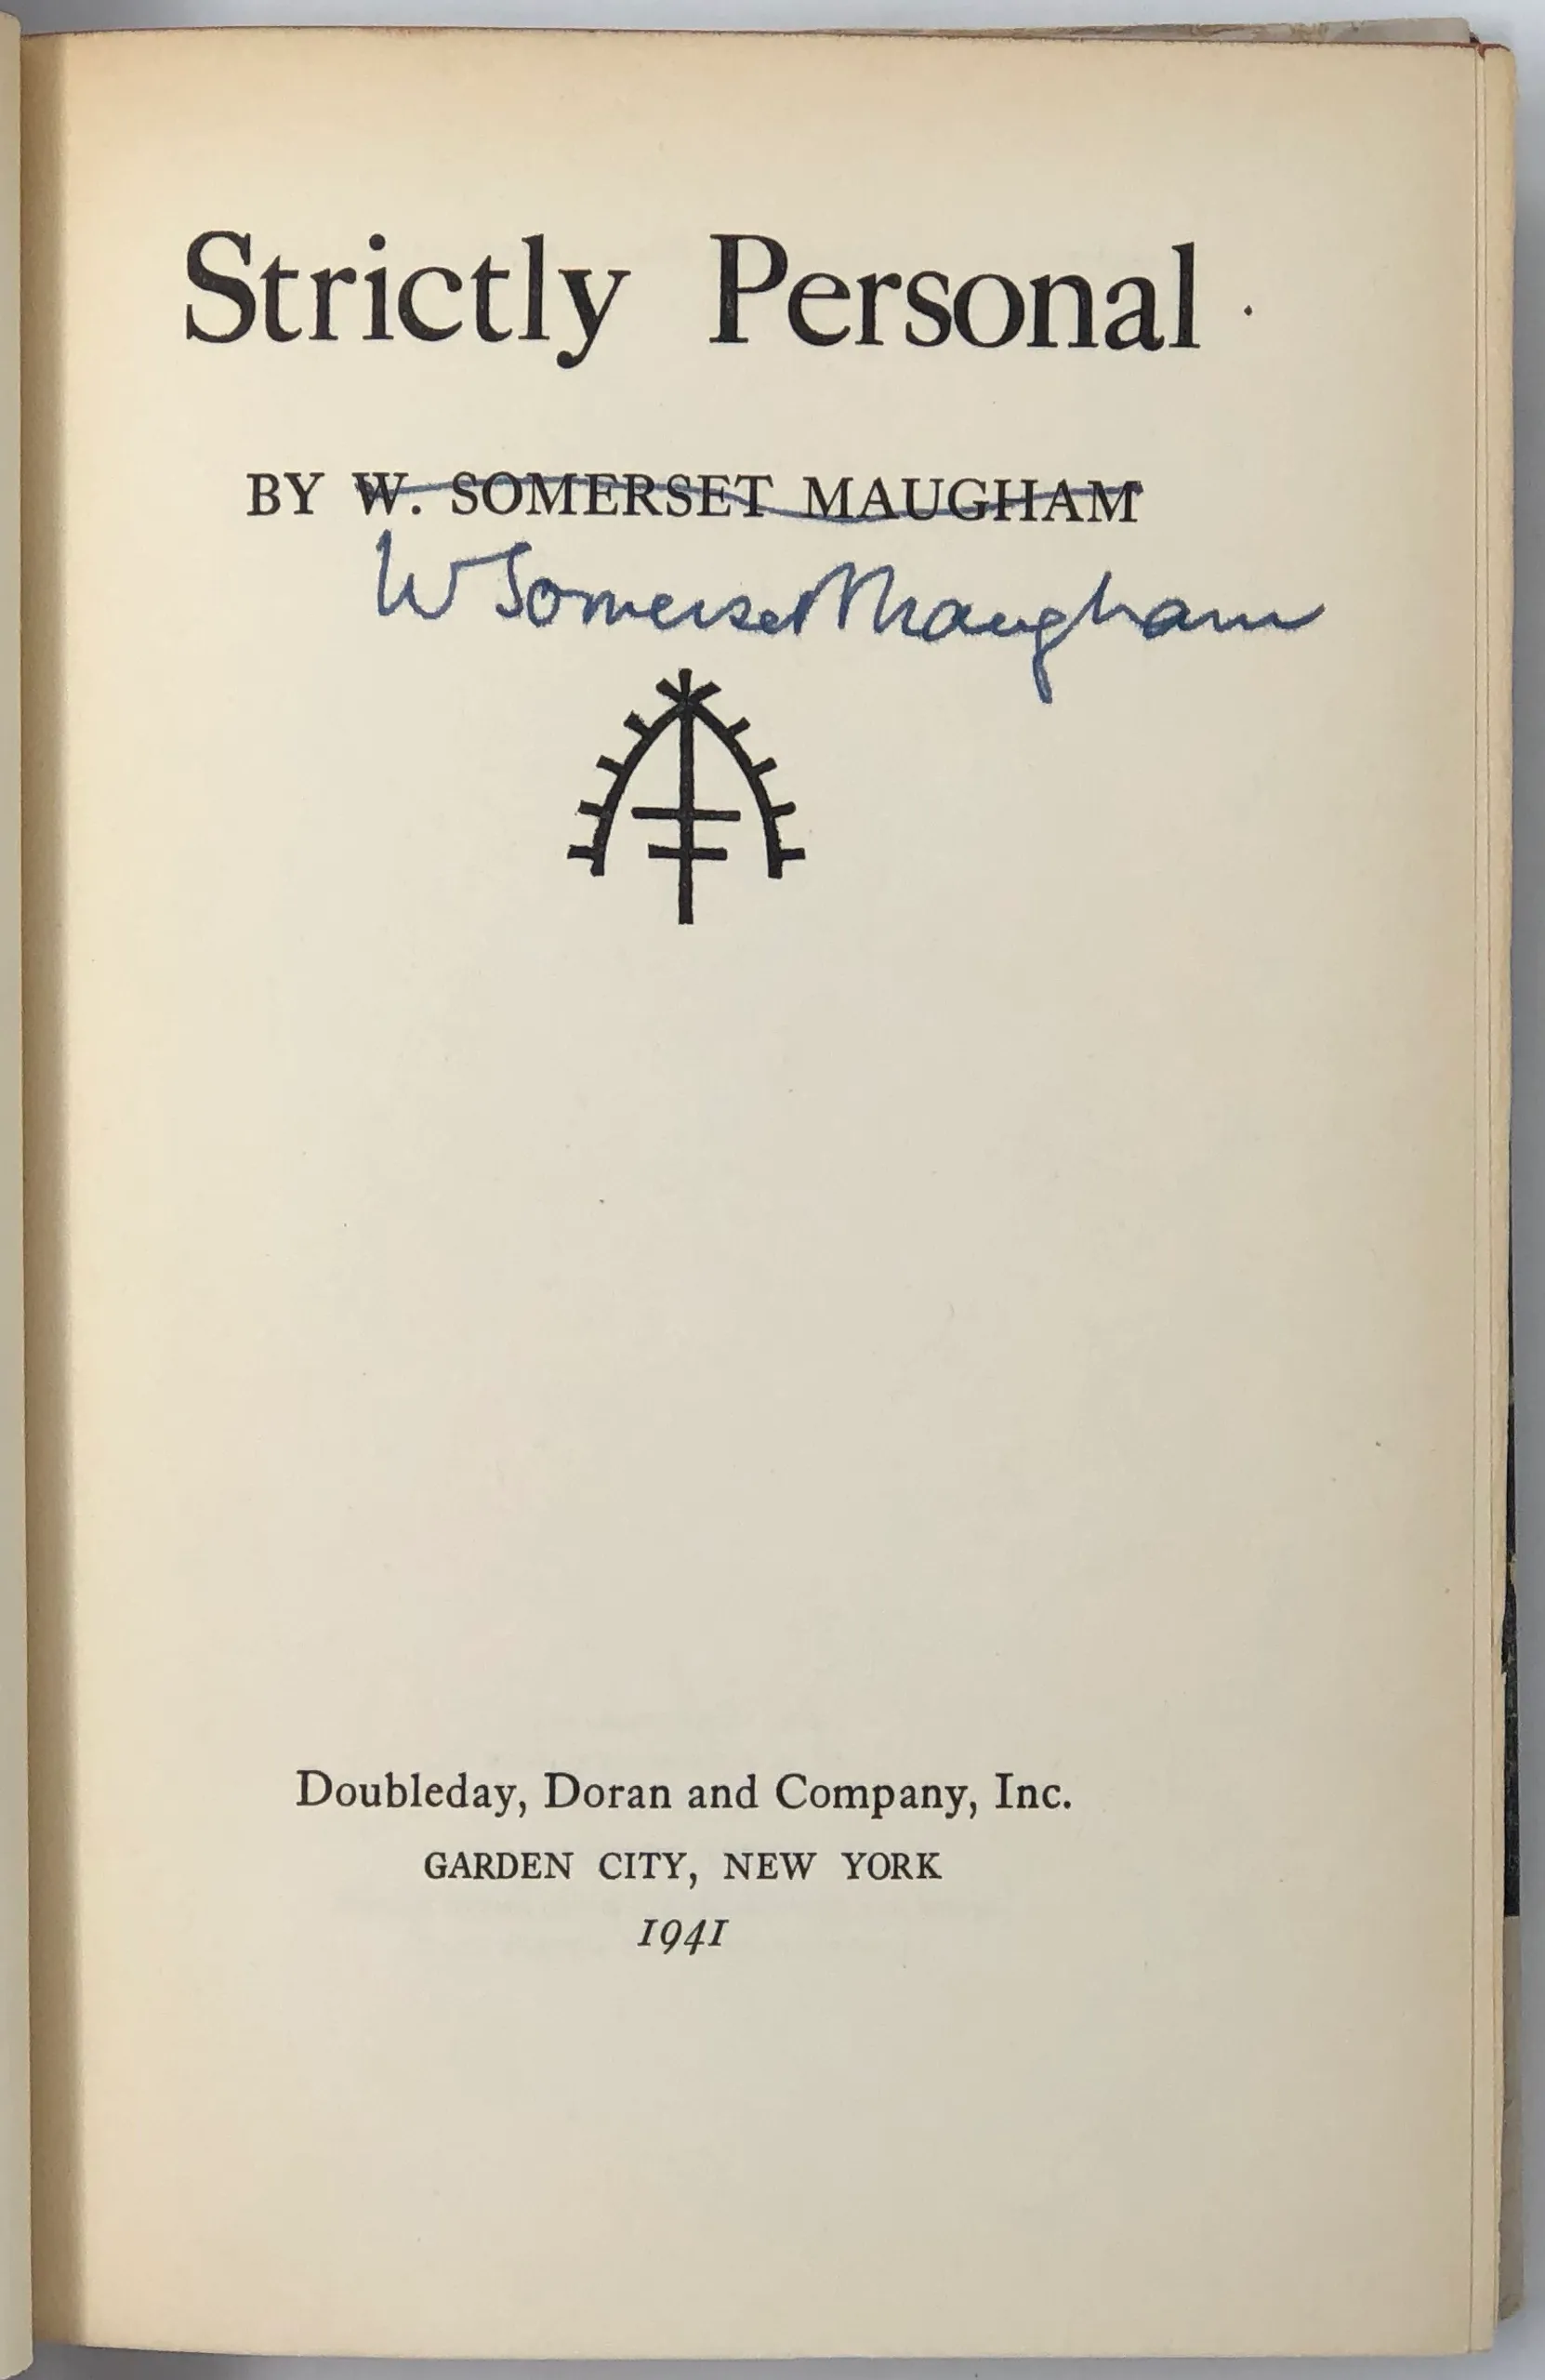 Strictly Personal
BY W. SOMERSET MAUGHAM
W Somerset Maugham
Doubleday, Doran and Company, Inc.
GARDEN CITY, NEW YORK
1941